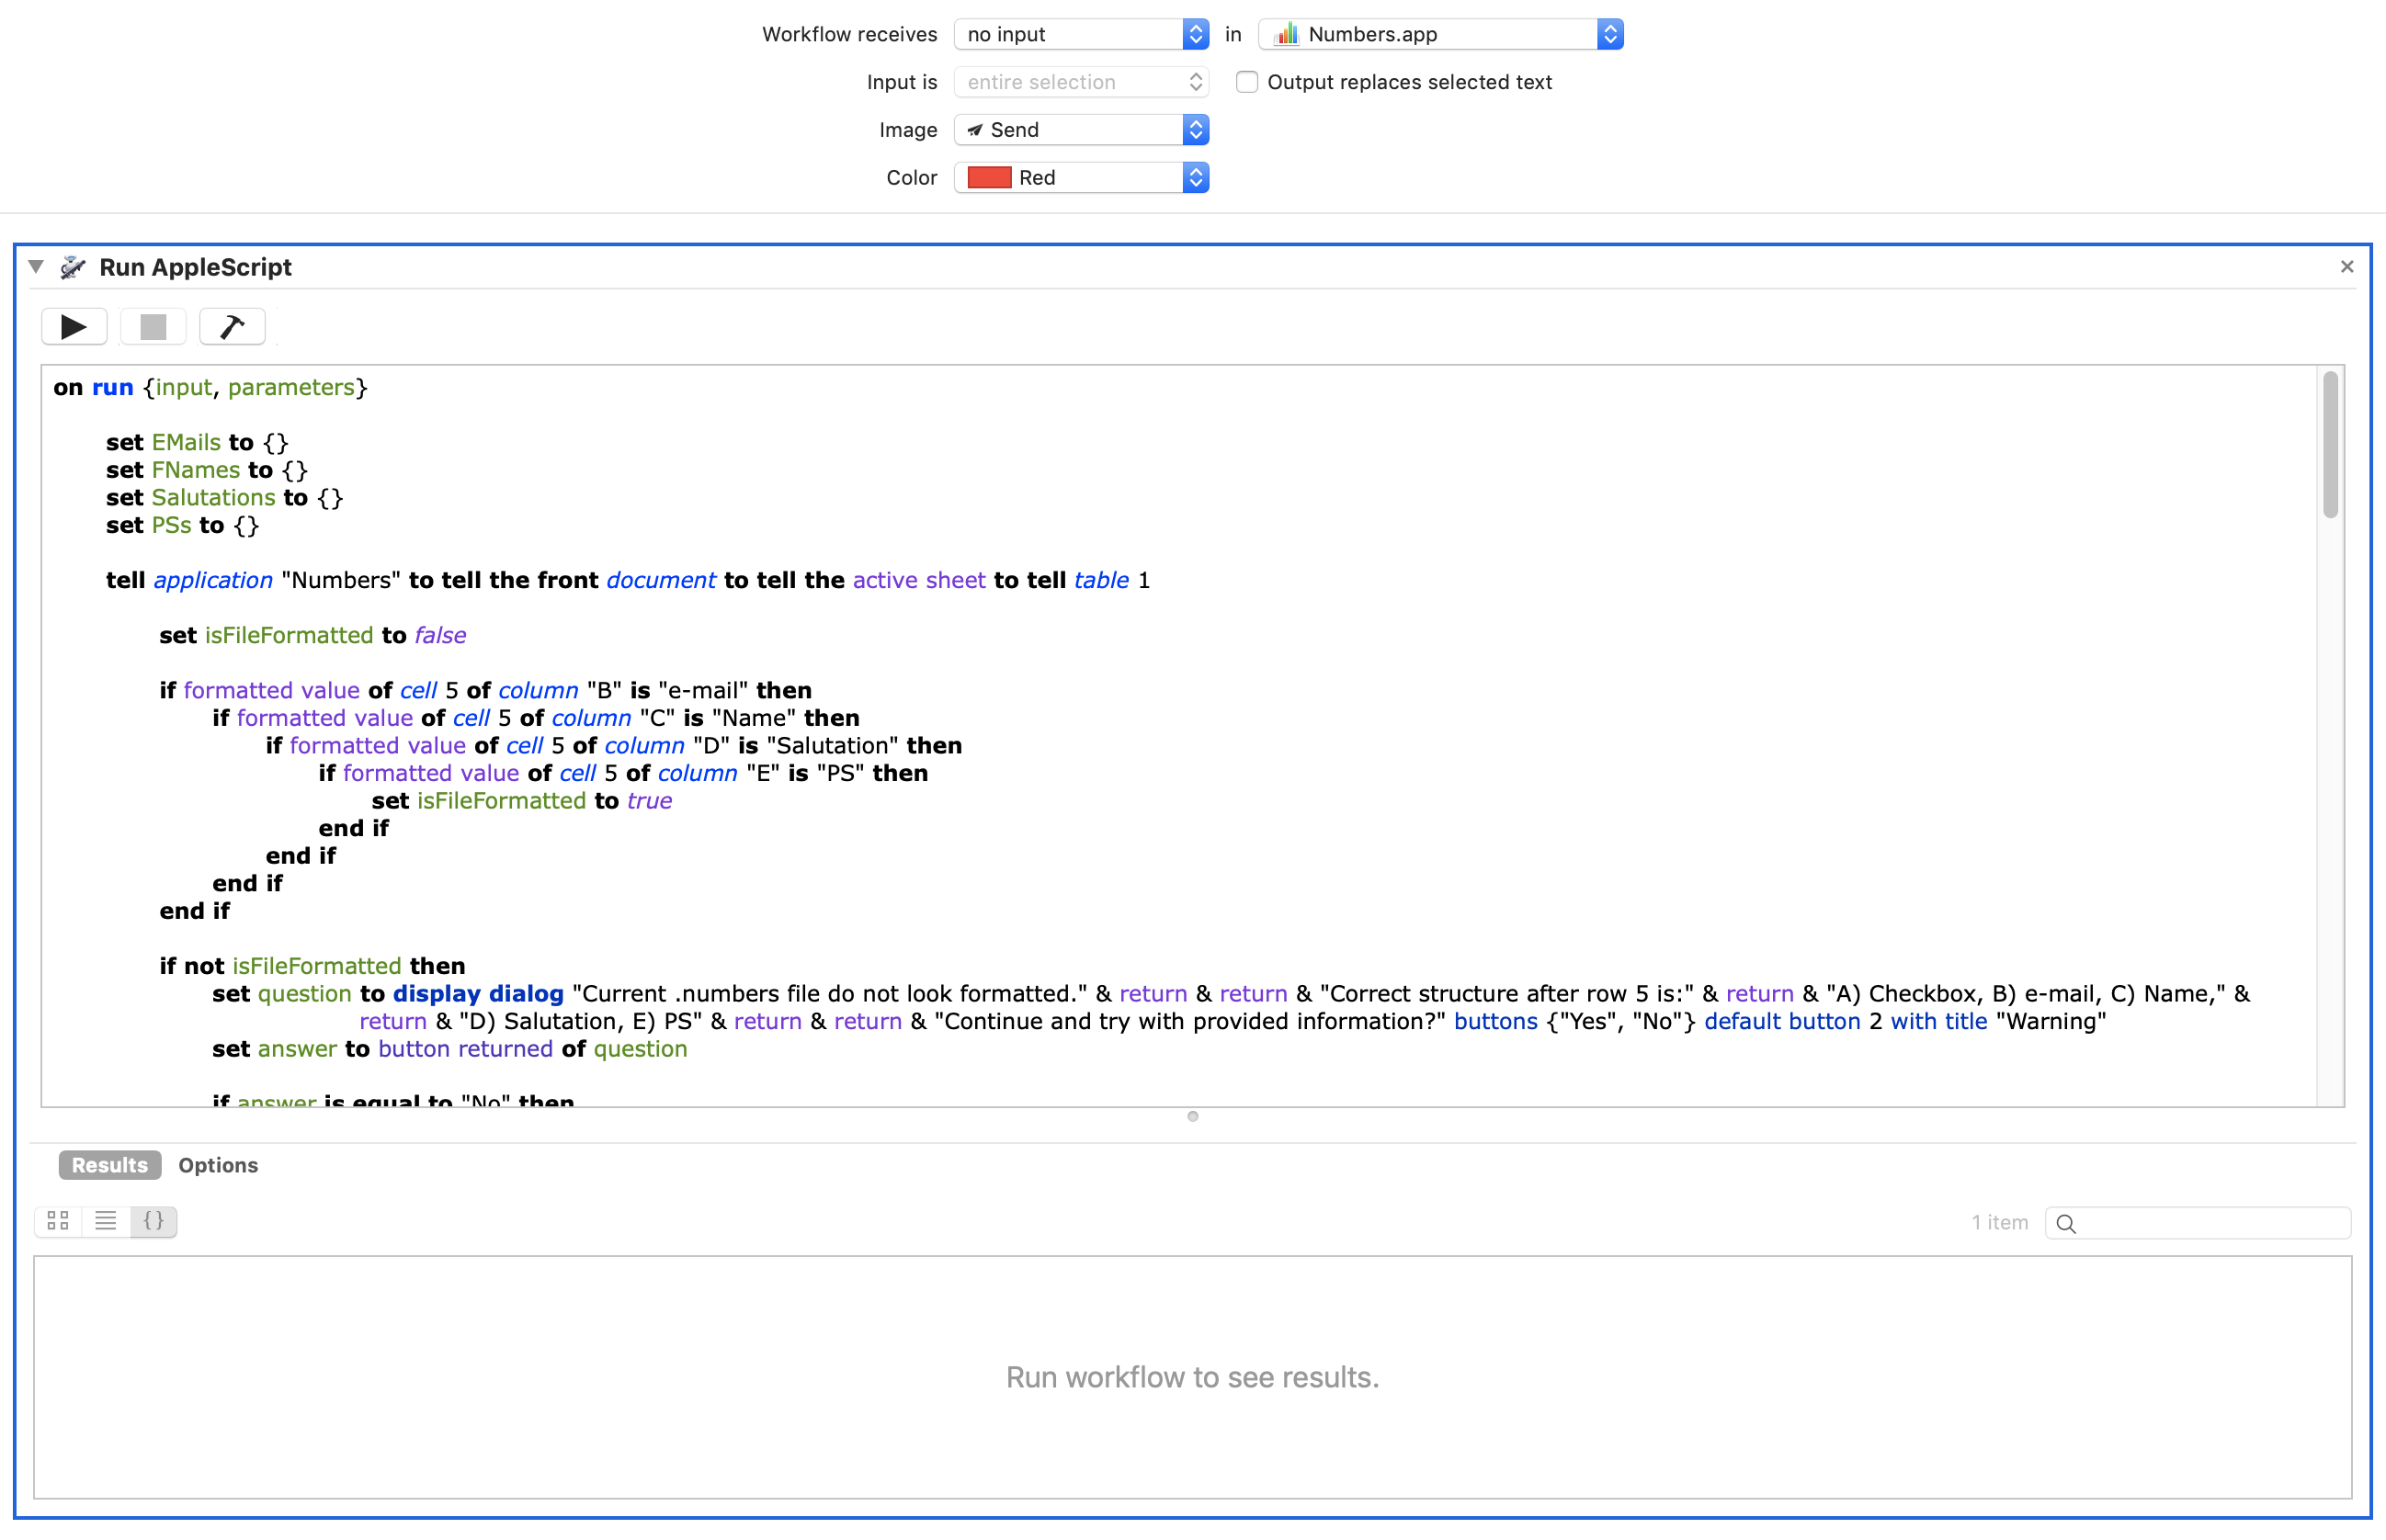 Workflow receives no input in Numbers.app
Input is entire selection Output replaces selected text
Image Send
Color Red
Run AppleScript
on run {input, parameters}
set EMails to {}
set FNames to {}
set Salutations to {}
set PSs to {}
tell application "Numbers" to tell the front document to tell the active sheet to tell table 1
set isFileFormatted to false
if formatted value of cell 5 of column "B" is "e-mail" then
if formatted value of cell 5 of column "C" is "Name" then
if formatted value of cell 5 of column "D" is "Salutation" then
if formatted value of cell 5 of column "E" is "PS" then
set isFileFormatted to true
end if
end if
end if
end if
if not isFileFormatted then
set question to display dialog "Current .numbers file do not look formatted." & return & return & "Correct structure after row 5 is:" & return & "A) Checkbox, B) e-mail, C) Name," &
return & "D) Salutation, E) PS" & return & return & "Continue and try with provided information?" buttons {"Yes", "No"} default button 2 with title "Warning"
set answer to button returned of question
if answer is equal to "No" then
Results Options
{ } 1 item
Run workflow to see results.